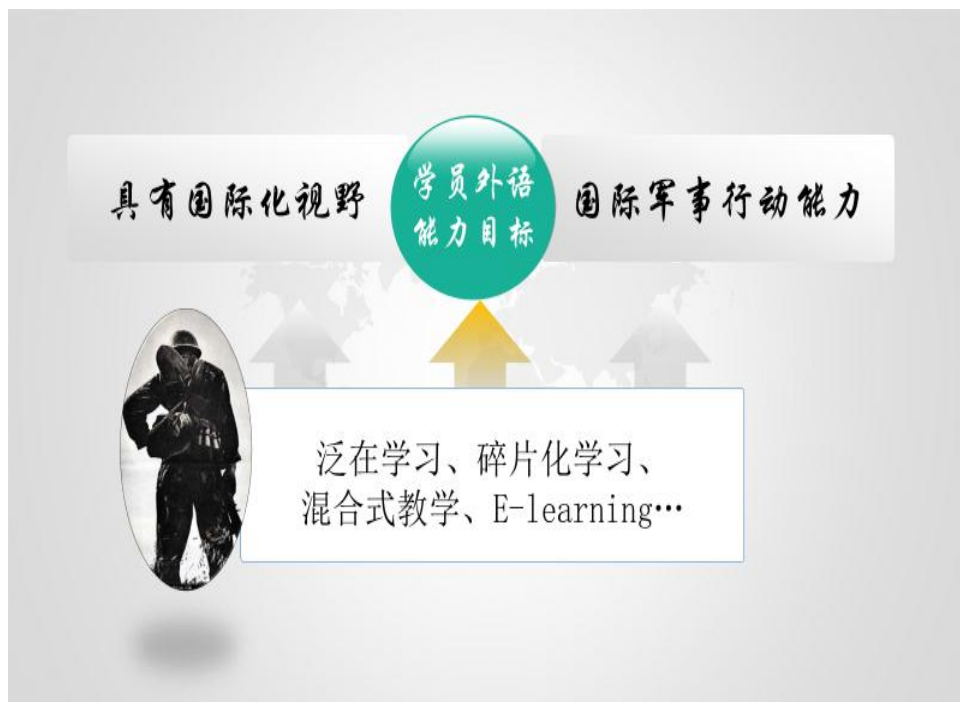 具有国际化视野
学员外语
能力目标
国际军事行动能力
泛在学习、碎片化学习、
混合式教学、E-learning…